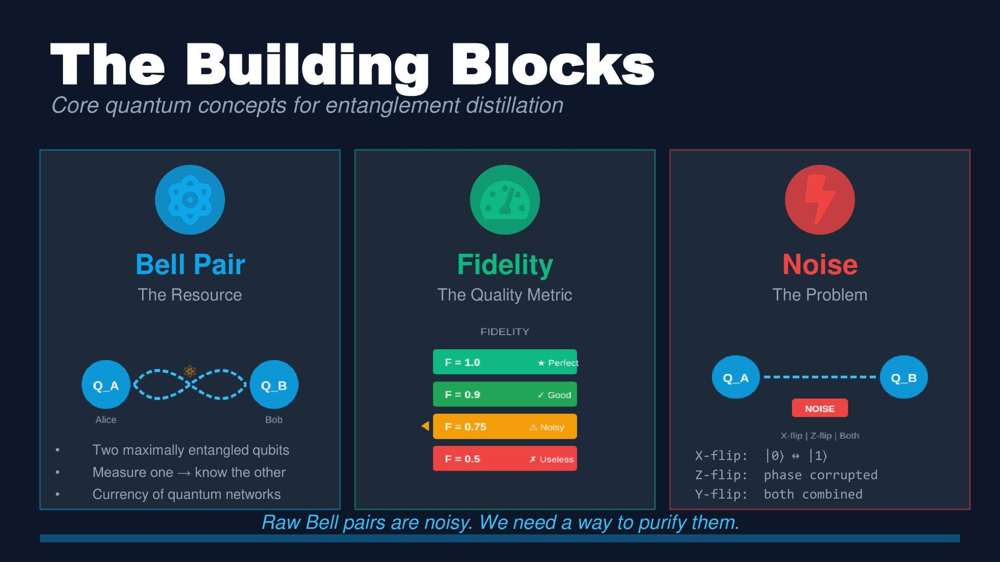 The Building Blocks
Core quantum concepts for entanglement distillation
Bell Pair
The Resource
Q_A
Q_B
Alice
Bob
• Two maximally entangled qubits
• Measure one → know the other
• Currency of quantum networks
Fidelity
The Quality Metric
FIDELITY
F = 1.0 ★ Perfect
F = 0.9 ✓ Good
F = 0.75 ⚠ Noisy
F = 0.5 ✗ Useless
Noise
The Problem
Q_A
Q_B
NOISE
X-flip | Z-flip | Both
X-flip: |0⟩ ↔ |1⟩
Z-flip: phase corrupted
Y-flip: both combined
Raw Bell pairs are noisy. We need a way to purify them.